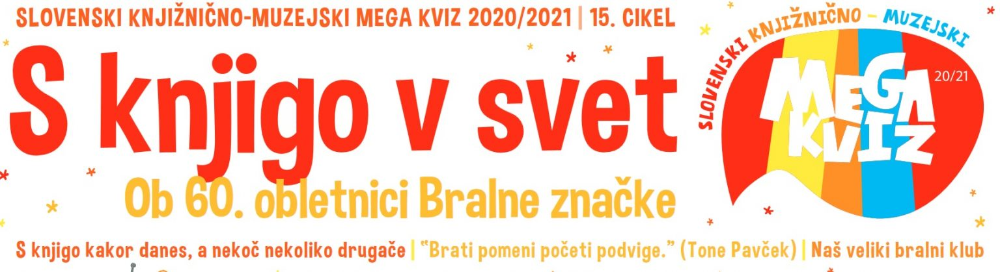 SLOVENSKI KNJIŽNIČNO-MUZEJSKI MEGA KVIZ 2020/2021 | 15. CIKEL
S knjigo v svet
Ob 60. obletnici Bralne značke
S knjigo kakor danes, a nekoč nekoliko drugače | "Brati pomeni početi podvige." (Tone Pavček) | Naš veliki bralni klub
SLOVENSKI KNJIŽNIČNO – MUZEJSKI
MEGA
20/21
KVIZ